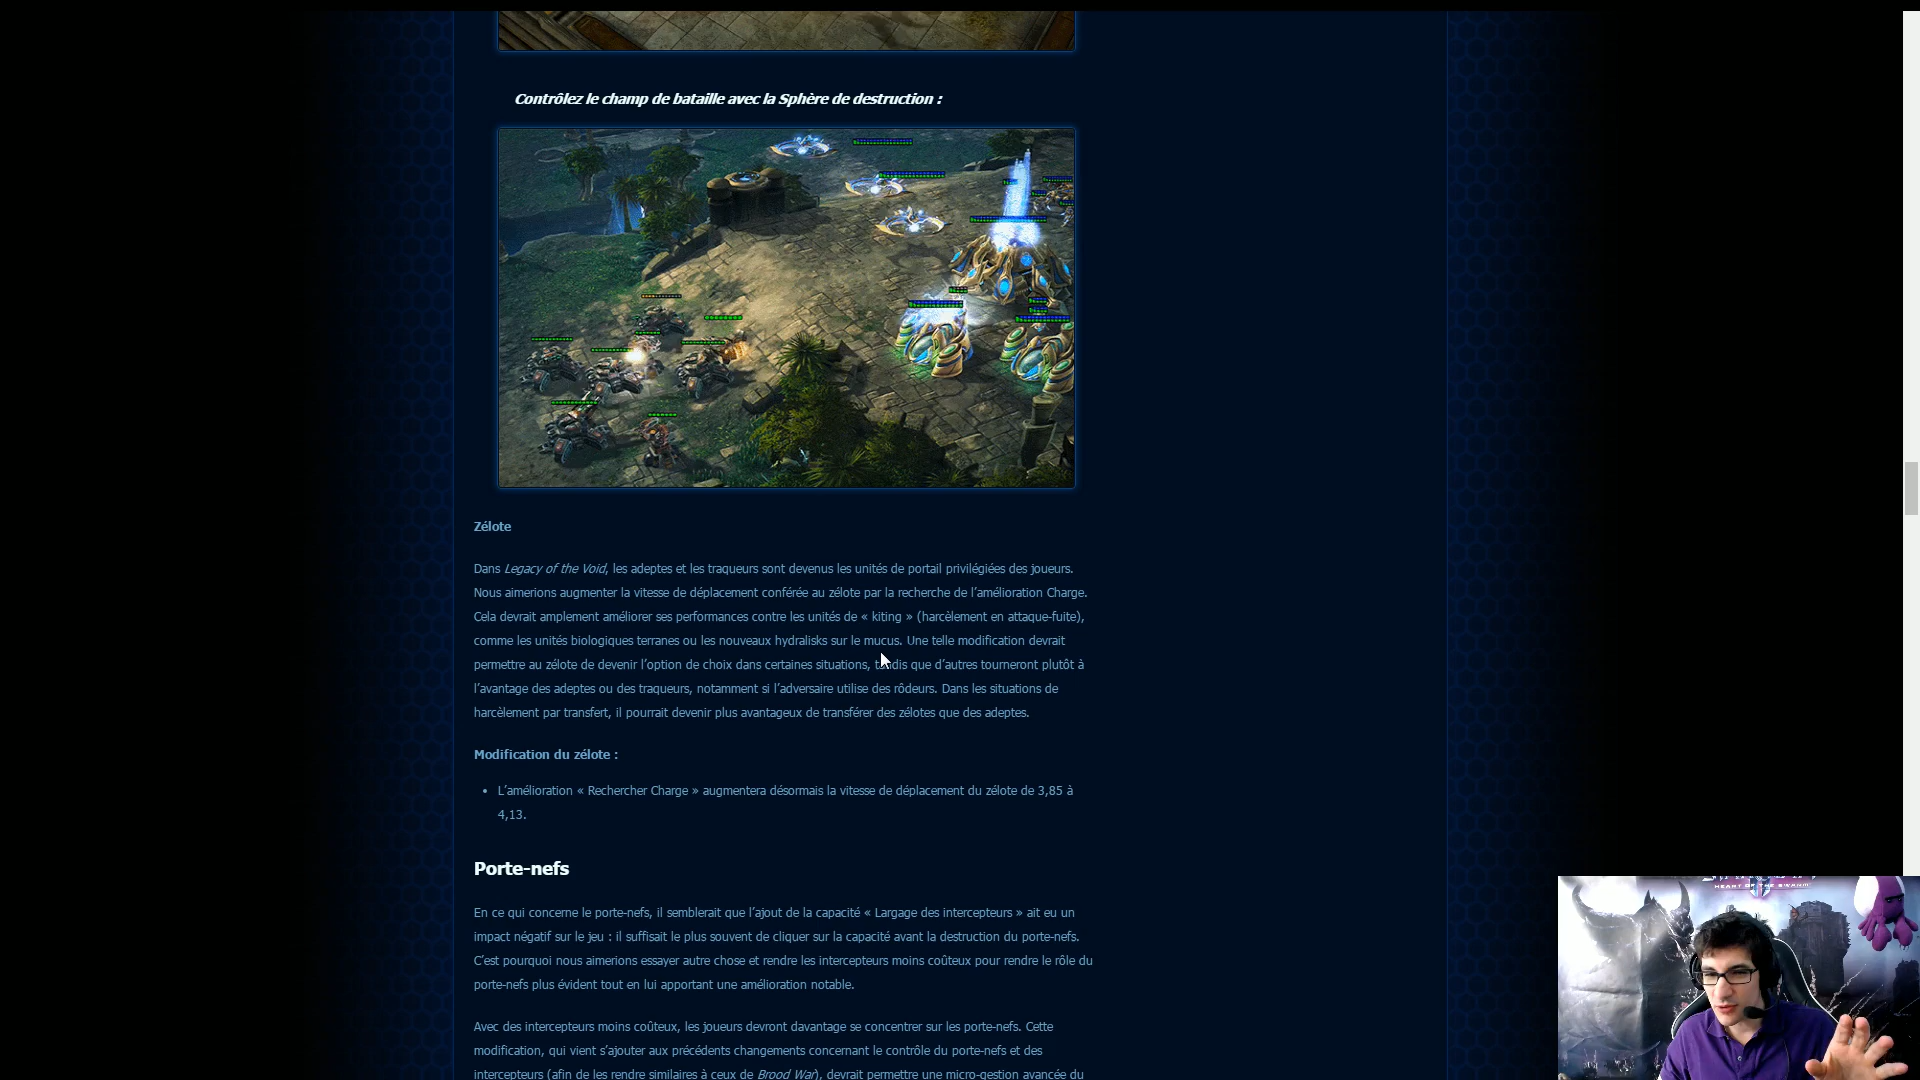 Contrôlez le champ de bataille avec la Sphère de destruction :
Zélote
Dans Legacy of the Void, les adeptes et les traqueurs sont devenus les unités de portail privilégiées des joueurs.
Nous aimerions augmenter la vitesse de déplacement conférée au zélote par la recherche de l’amélioration Charge.
Cela devrait amplement améliorer ses performances contre les unités de « kiting » (harcèlement en attaque-fuite),
comme les unités biologiques terranes ou les nouveaux hydralisks sur le mucus. Une telle modification devrait
permettre au zélote de devenir l’option de choix dans certaines situations, tandis que d’autres tourneront plutôt à
l’avantage des adeptes ou des traqueurs, notamment si l’adversaire utilise des rôdeurs. Dans les situations de
harcèlement par transfert, il pourrait devenir plus avantageux de transférer des zélotes que des adeptes.
Modification du zélote :
• L’amélioration « Rechercher Charge » augmentera désormais la vitesse de déplacement du zélote de 3,85 à
4,13.
Porte-nefs
En ce qui concerne le porte-nefs, il semblerait que l’ajout de la capacité « Largage des intercepteurs » ait eu un
impact négatif sur le jeu : il suffisait le plus souvent de cliquer sur la capacité avant la destruction du porte-nefs.
C’est pourquoi nous aimerions essayer autre chose et rendre les intercepteurs moins coûteux pour rendre le rôle du
porte-nefs plus évident tout en lui apportant une amélioration notable.
Avec des intercepteurs moins coûteux, les joueurs devront davantage se concentrer sur les porte-nefs. Cette
modification, qui vient s’ajouter aux précédents changements concernant le contrôle du porte-nefs et des
intercepteurs (afin de les rendre similaires à ceux de Brood War), devrait permettre une micro-gestion avancée du
HEART OF THE SWARM